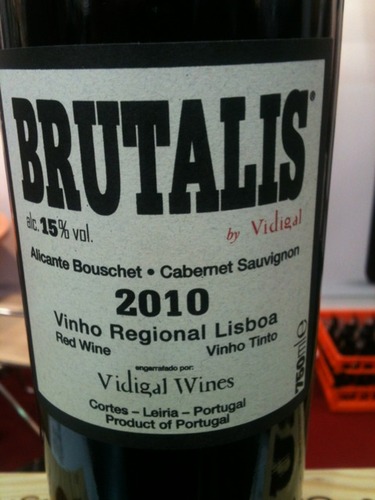 BRUTALIS®
alc. 15% vol.
by Vidigal
Alicante Bouschet • Cabernet Sauvignon
2010
Vinho Regional Lisboa
Red Wine Vinho Tinto
engarrafado por:
Vidigal Wines
Cortes – Leiria – Portugal
Product of Portugal
750ml℮